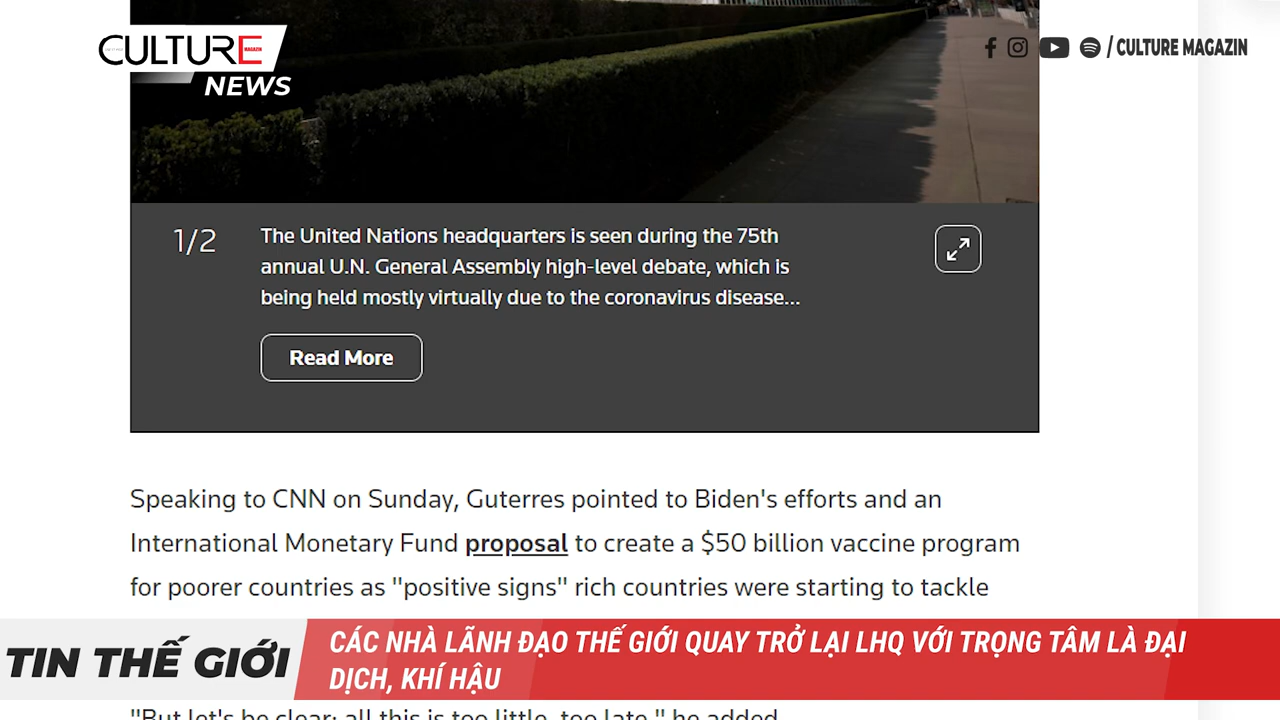 CULTURE
MAGAZIN
NEWS
/ CULTURE MAGAZIN
1/2
The United Nations headquarters is seen during the 75th
annual U.N. General Assembly high-level debate, which is
being held mostly virtually due to the coronavirus disease...
Read More
Speaking to CNN on Sunday, Guterres pointed to Biden's efforts and an
International Monetary Fund proposal to create a $50 billion vaccine program
for poorer countries as "positive signs" rich countries were starting to tackle
TIN THẾ GIỚI
CÁC NHÀ LÃNH ĐẠO THẾ GIỚI QUAY TRỞ LẠI LHQ VỚI TRỌNG TÂM LÀ ĐẠI
DỊCH, KHÍ HẬU
"But let's be clear: all this is too little, too late," he added.